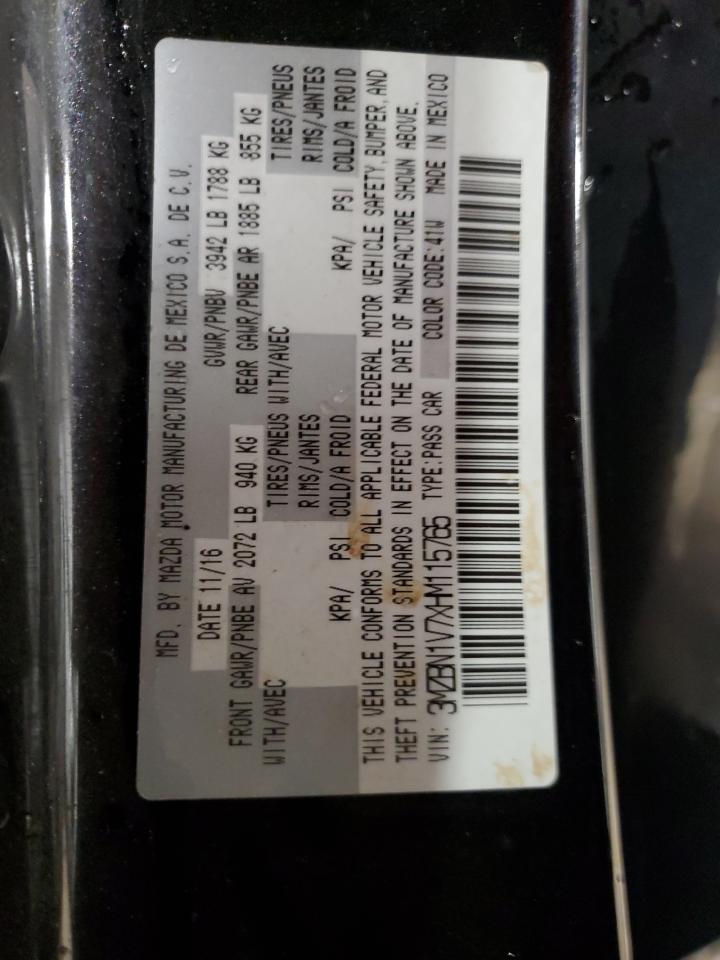 MFD. BY MAZDA MOTOR MANUFACTURING DE MEXICO S.A. DE C.V.
DATE 11/16 GVWR/PNBV 3942 LB 1788 KG
FRONT GAWR/PNBE AV 2072 LB 940 KG REAR GAWR/PNBE AR 1885 LB 855 KG
WITH/AVEC TIRES/PNEUS WITH/AVEC TIRES/PNEUS
RIMS/JANTES RIMS/JANTES
KPA/ PSI COLD/A FROID KPA/ PSI COLD/A FROID
THIS VEHICLE CONFORMS TO ALL APPLICABLE FEDERAL MOTOR VEHICLE SAFETY, BUMPER, AND
THEFT PREVENTION STANDARDS IN EFFECT ON THE DATE OF MANUFACTURE SHOWN ABOVE.
VIN: 3MZBN1V7XHM115765 TYPE:PASS CAR COLOR CODE:41W MADE IN MEXICO